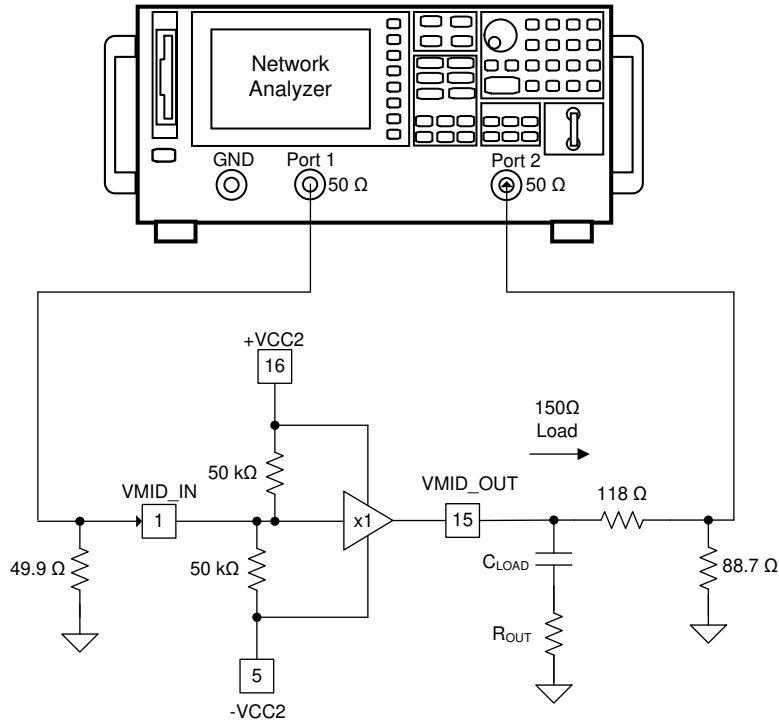 Network
Analyzer
GND
Port 1
50 Ω
Port 2
50 Ω
+VCC2
16
150Ω
Load
50 kΩ
VMID_IN
1
x1
VMID_OUT
15
118 Ω
49.9 Ω
50 kΩ
CLOAD
88.7 Ω
ROUT
5
-VCC2